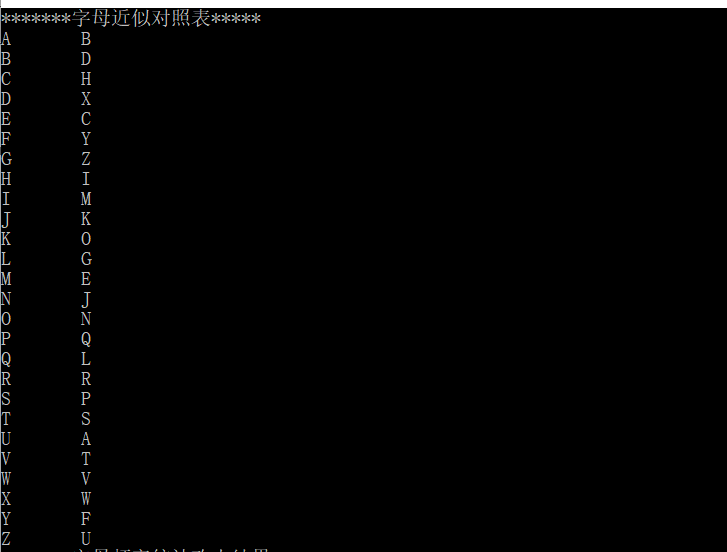 *******字母近似对照表*****
A B
B D
C H
D X
E C
F Y
G Z
H I
I M
J K
K O
L G
M E
N J
O N
P Q
Q L
R R
S P
T S
U A
V T
W V
X W
Y F
Z U